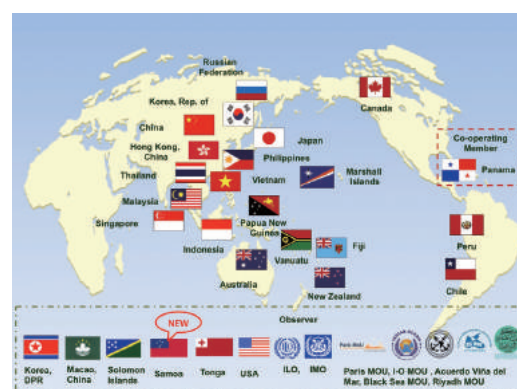 Russian
Federation
Korea, Rep. of
Canada
China
Japan
Co-operating
Member
Hong Kong,
China
Philippines
Panama
Thailand
Vietnam
Marshall
Islands
Malaysia
Singapore
Papua New
Guinea
Indonesia
Vanuatu
Fiji
Peru
Australia
New Zealand
Chile
NEW
Observer
Korea,
DPR
Macao,
China
Solomon
Islands
Samoa
Tonga
USA
ILO,
IMO
Paris MOU, I-O MOU , Acuerdo Viña del
Mar, Black Sea MOU, Riyadh MOU